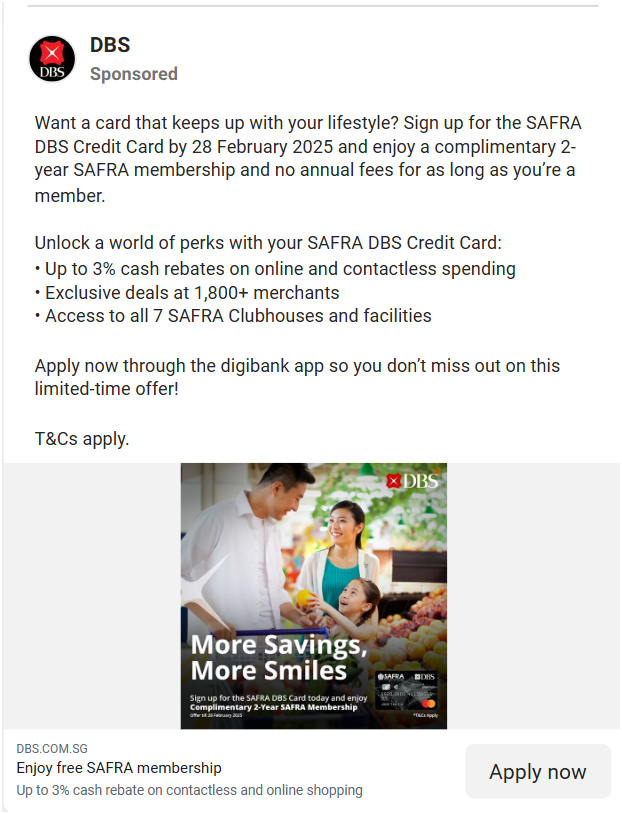 DBS
DBS
Sponsored
Want a card that keeps up with your lifestyle? Sign up for the SAFRA
DBS Credit Card by 28 February 2025 and enjoy a complimentary 2-
year SAFRA membership and no annual fees for as long as you’re a
member.
Unlock a world of perks with your SAFRA DBS Credit Card:
• Up to 3% cash rebates on online and contactless spending
• Exclusive deals at 1,800+ merchants
• Access to all 7 SAFRA Clubhouses and facilities
Apply now through the digibank app so you don’t miss out on this
limited-time offer!
T&Cs apply.
DBS
More Savings,
More Smiles
Sign up for the SAFRA DBS Card today and enjoy
Complimentary 2-Year SAFRA Membership
Offer till 28 February 2025
SAFRA DBS
*T&Cs Apply
DBS.COM.SG
Enjoy free SAFRA membership
Up to 3% cash rebate on contactless and online shopping
Apply now